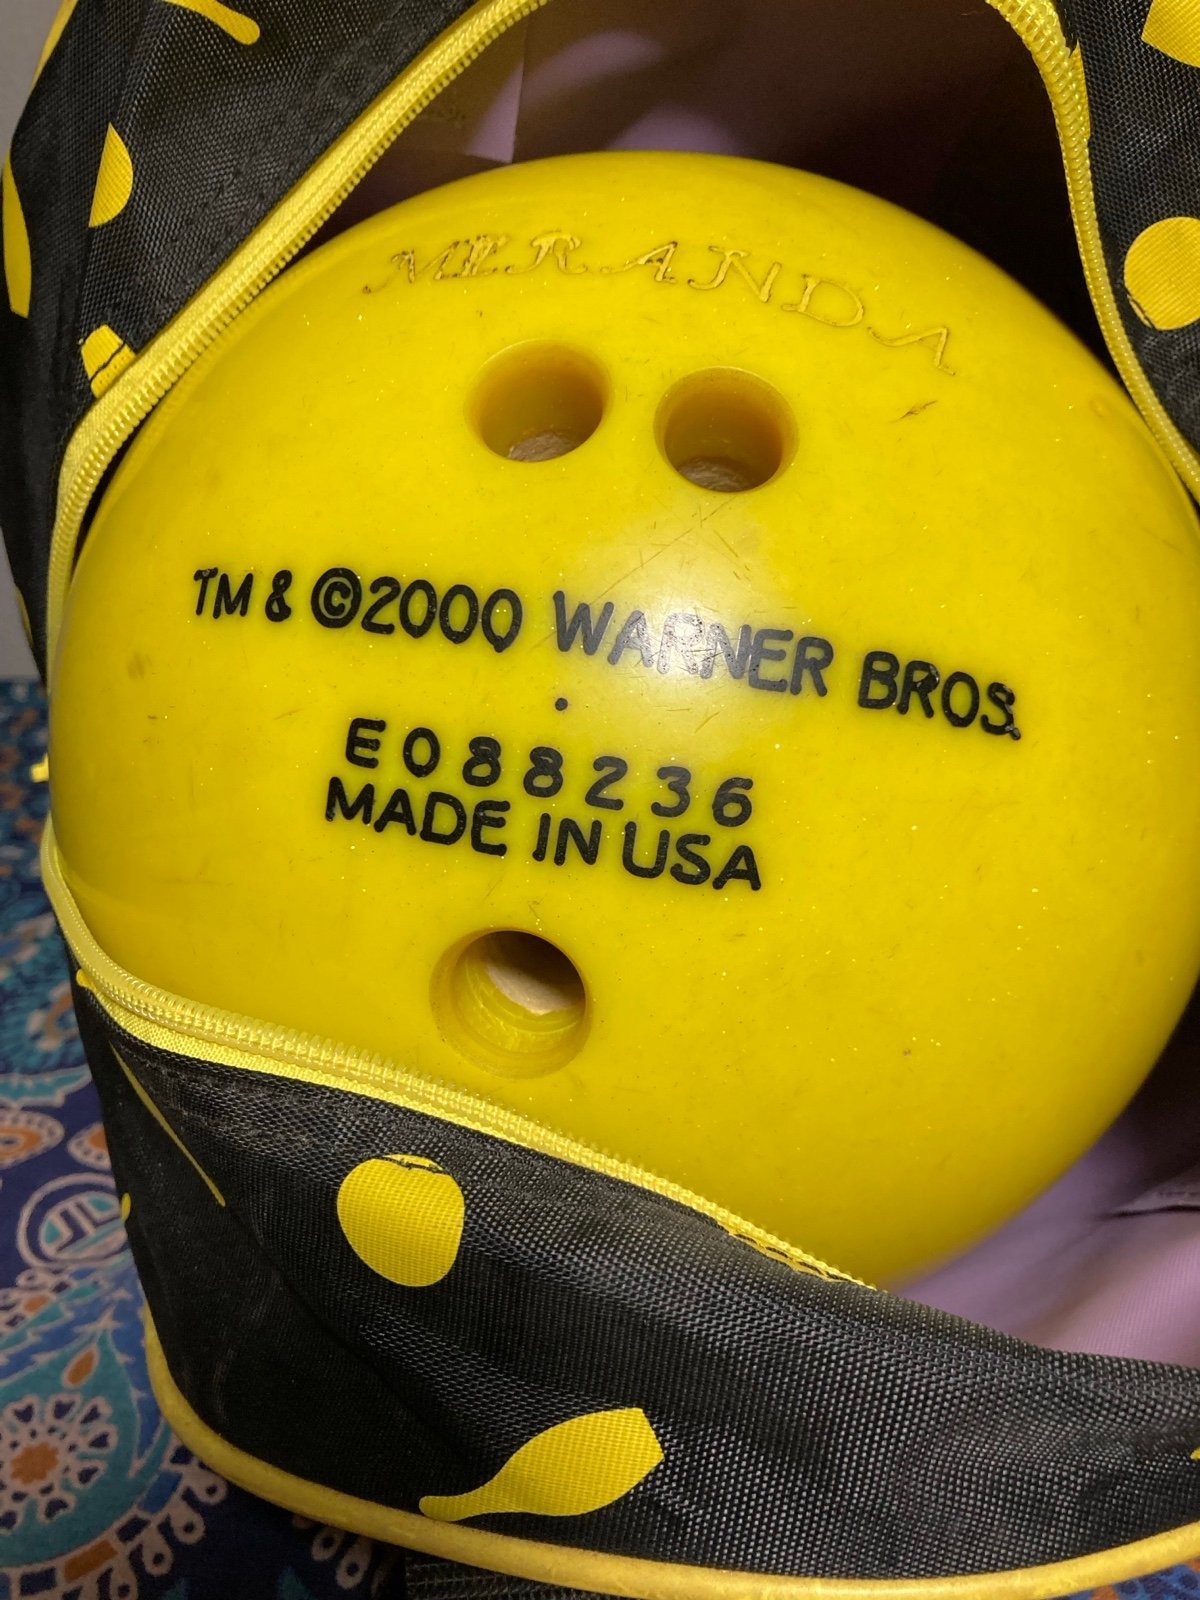 MIRANDA
TM & ©2000 WARNER BROS.
E088236
MADE IN USA